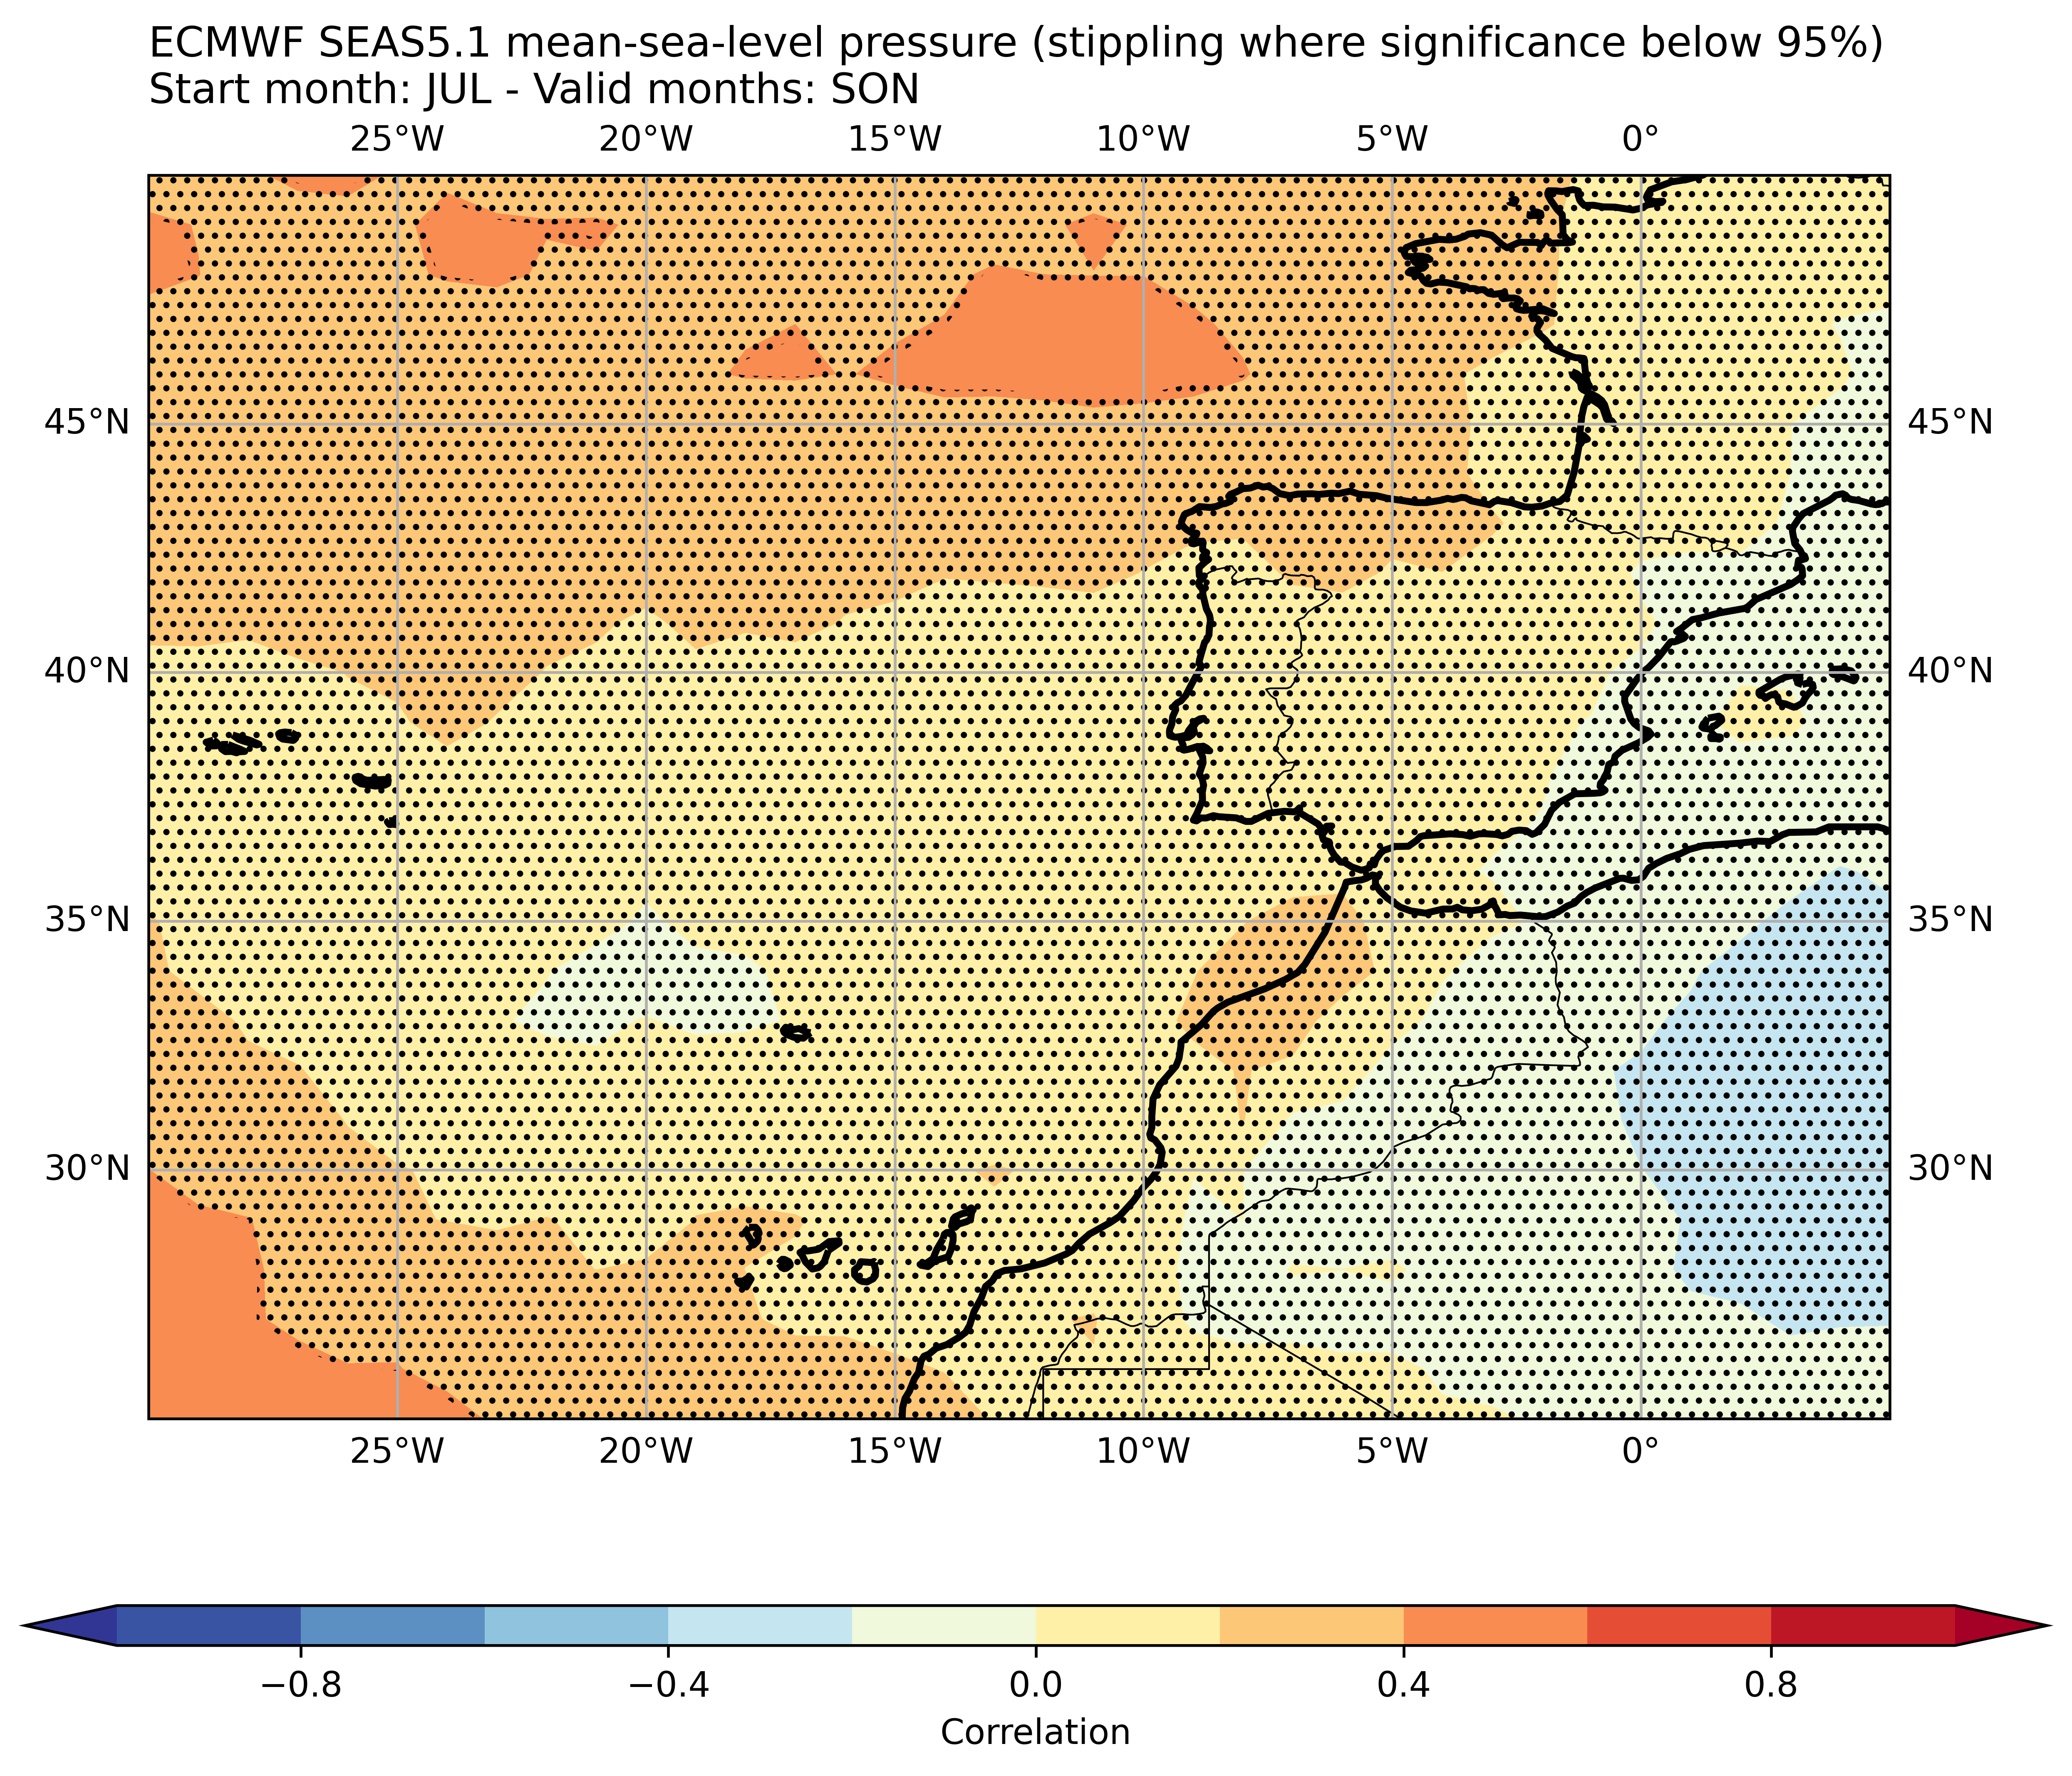 ECMWF SEAS5.1 mean-sea-level pressure (stippling where significance below 95%)
Start month: JUL - Valid months: SON
25°W 20°W 15°W 10°W 5°W 0°
45°N 45°N
40°N 40°N
35°N 35°N
30°N 30°N
25°W 20°W 15°W 10°W 5°W 0°
−0.8 −0.4 0.0 0.4 0.8
Correlation